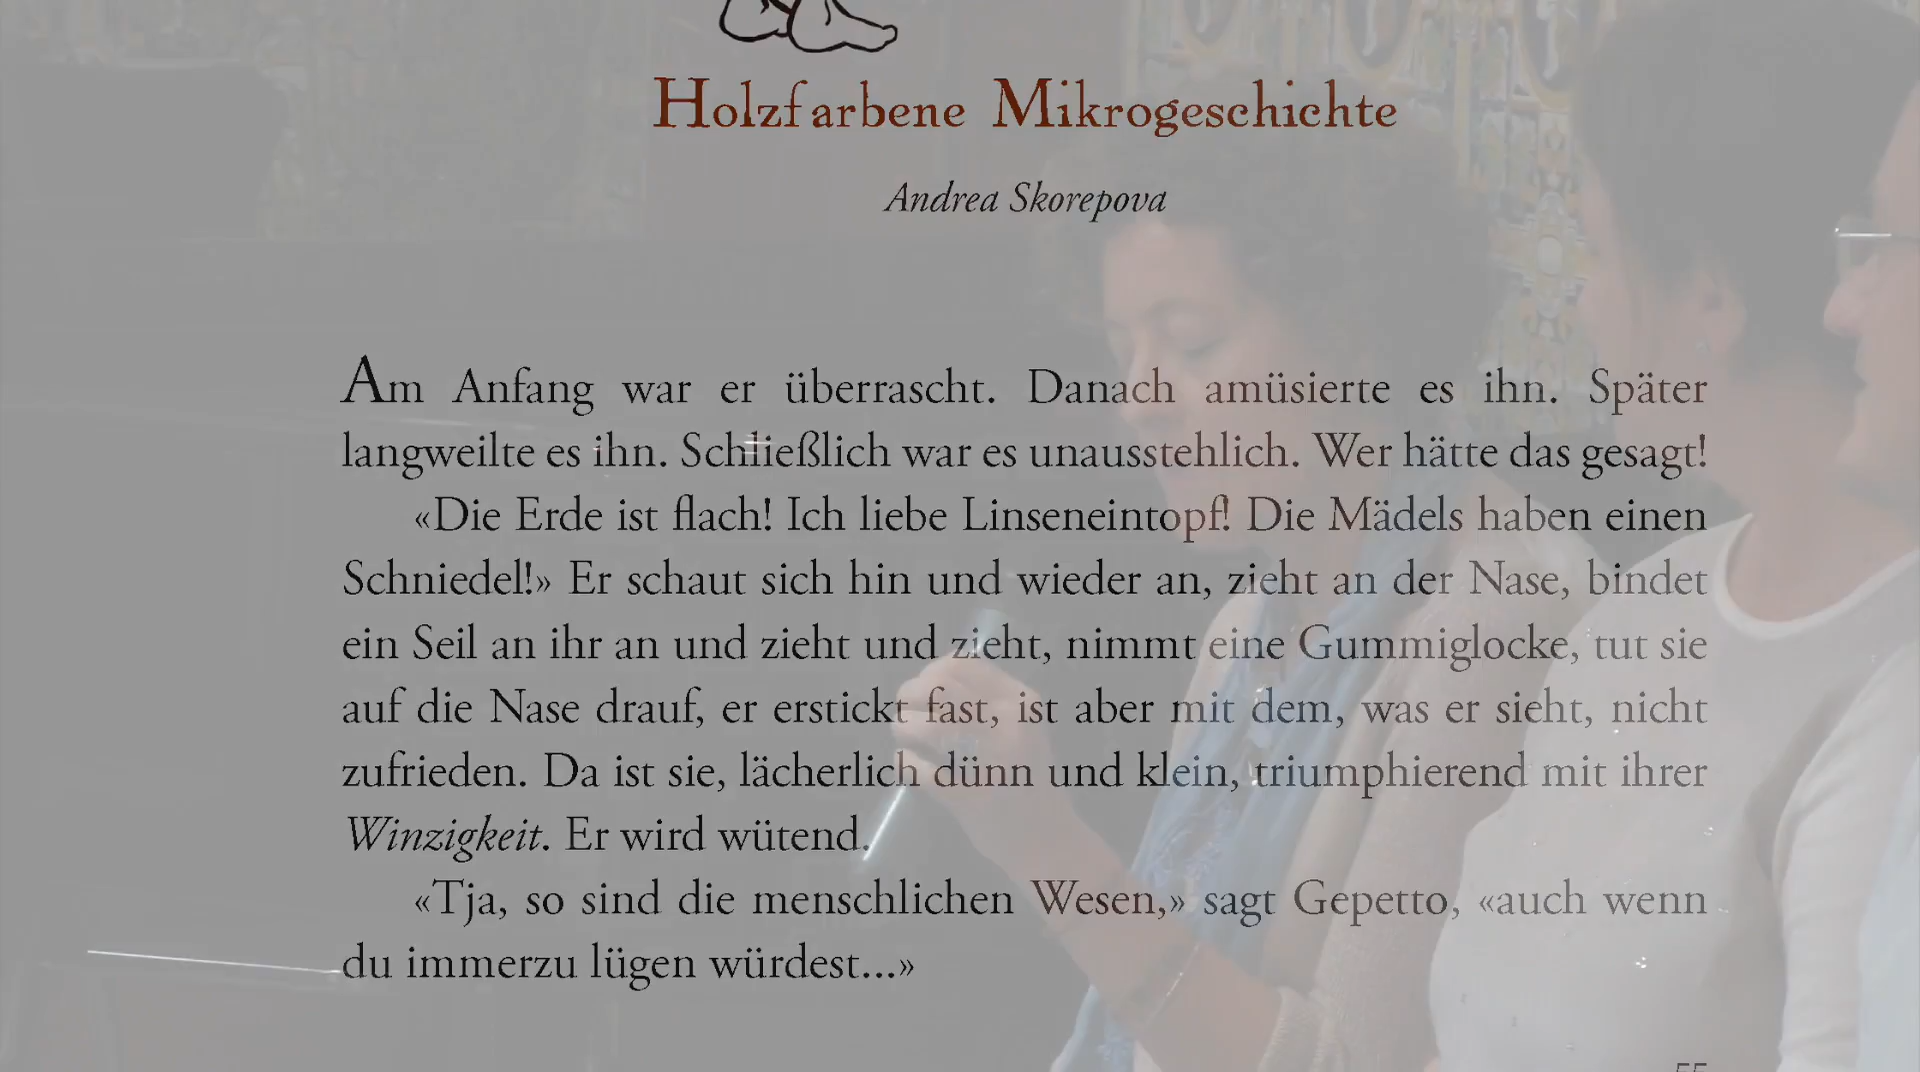 Holzfarbene Mikrogeschichte
Andrea Skorepova
Am Anfang war er überrascht. Danach amüsierte es ihn. Später
langweilte es ihn. Schließlich war es unausstehlich. Wer hätte das gesagt!
«Die Erde ist flach! Ich liebe Linseneintopf! Die Mädels haben einen
Schniedel!» Er schaut sich hin und wieder an, zieht an der Nase, bindet
ein Seil an ihr an und zieht und zieht, nimmt eine Gummiglocke, tut sie
auf die Nase drauf, er erstickt fast, ist aber mit dem, was er sieht, nicht
zufrieden. Da ist sie, lächerlich dünn und klein, triumphierend mit ihrer
Winzigkeit. Er wird wütend.
«Tja, so sind die menschlichen Wesen,» sagt Gepetto, «auch wenn
du immerzu lügen würdest...»